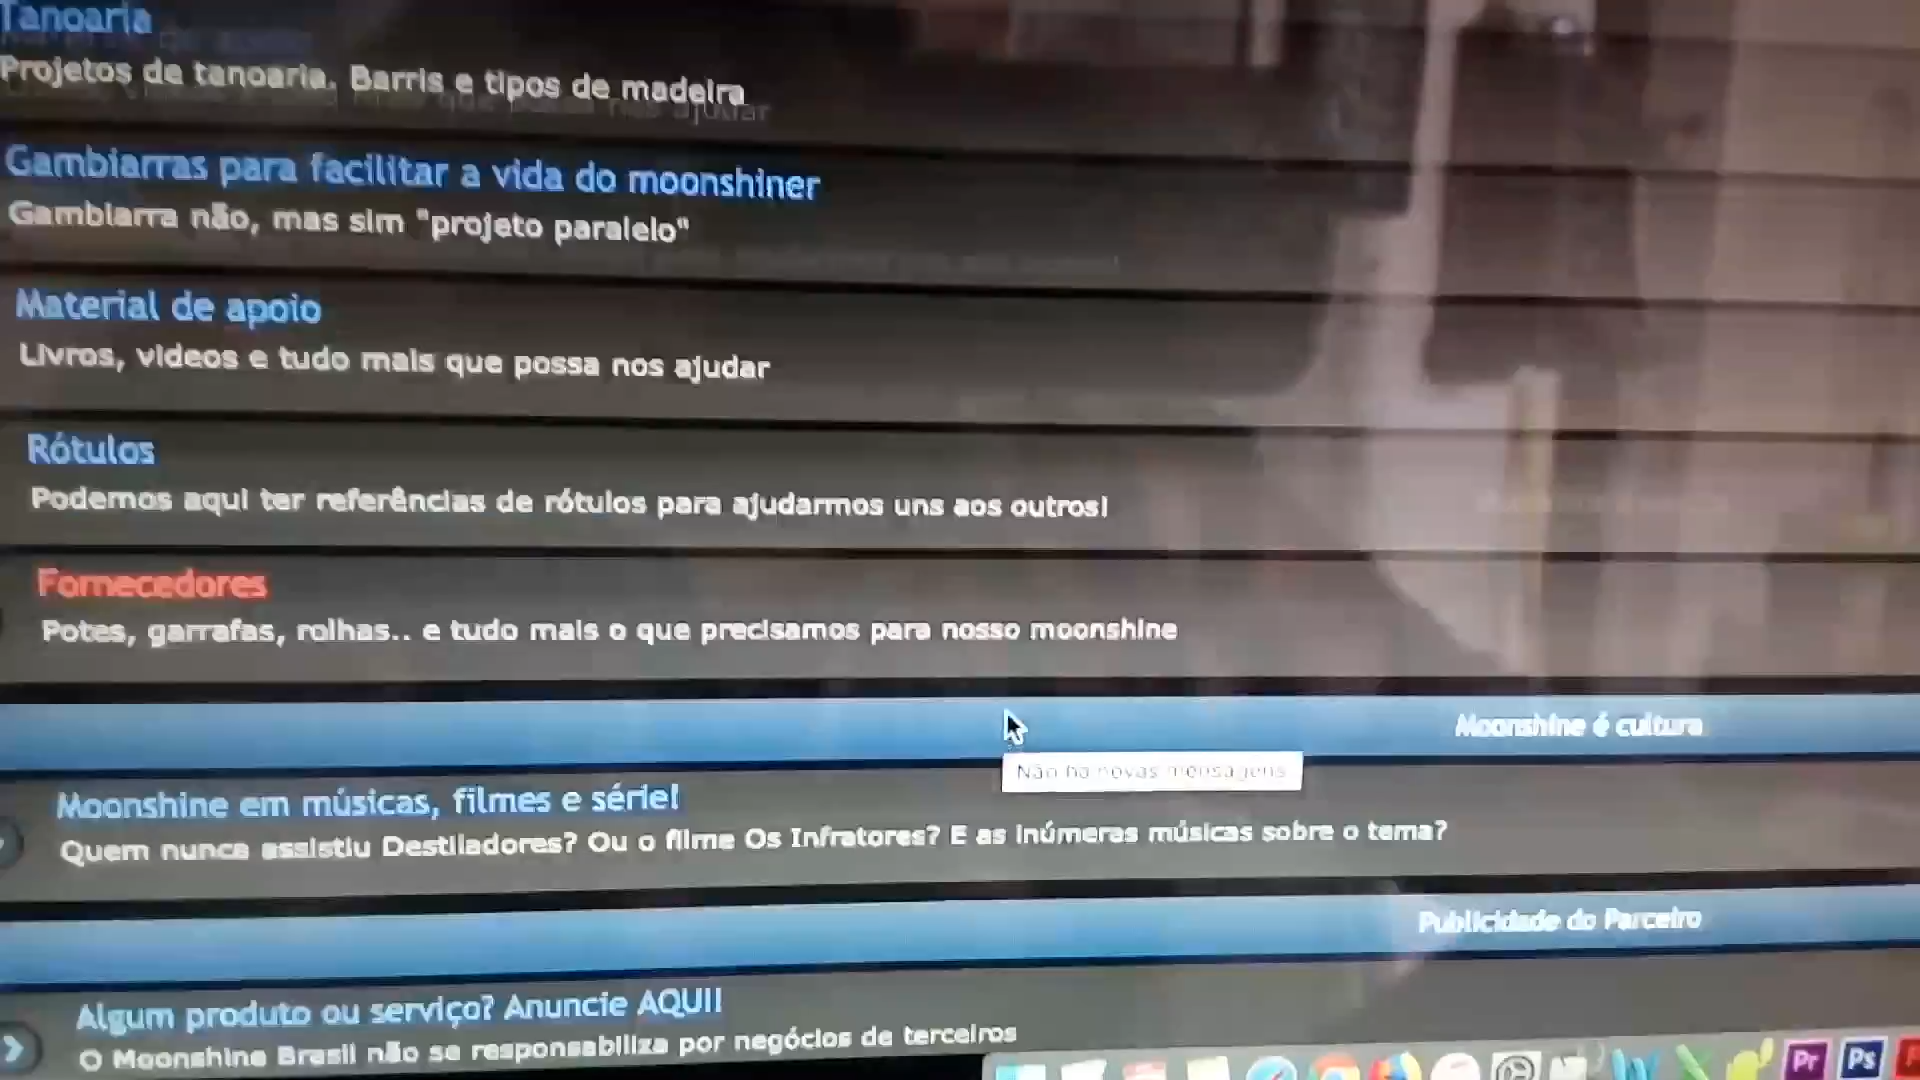 Tanoaria
Projetos de tanoaria. Barris e tipos de madeira
Gambiarras para facilitar a vida do moonshiner
Gambiarra não, mas sim "projeto paralelo"
Material de apoio
Livros, videos e tudo mais que possa nos ajudar
Rótulos
Podemos aqui ter referências de rótulos para ajudarmos uns aos outros!
Fornecedores
Potes, garrafas, rolhas.. e tudo mais o que precisamos para nosso moonshine
Moonshine é cultura
Não há novas mensagens
Moonshine em músicas, filmes e série!
Quem nunca assistiu Destiladores? Ou o filme Os Infratores? E as inúmeras músicas sobre o tema?
Publicidade do Parceiro
Algum produto ou serviço? Anuncie AQUI!
O Moonshine Brasil não se responsabiliza por negócios de terceiros
Pr Ps